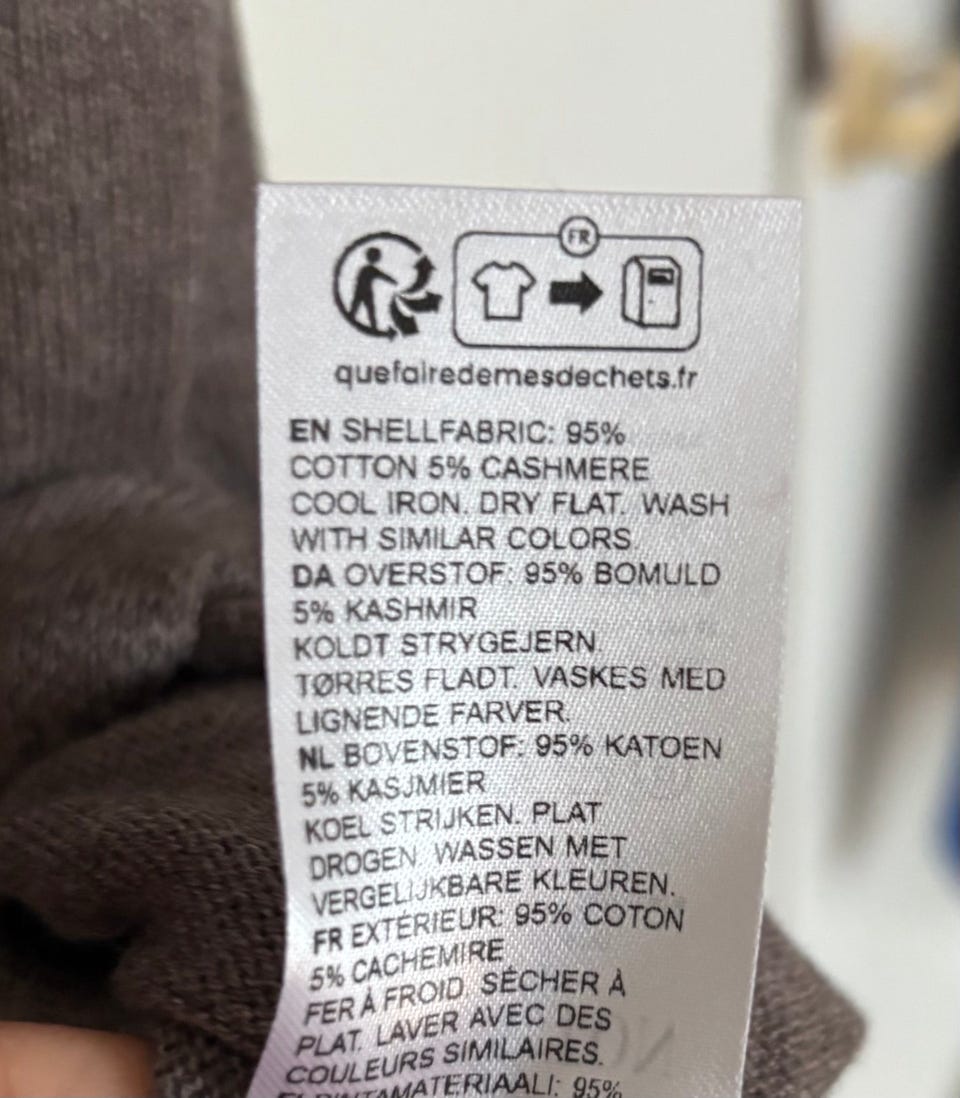 FR
quefairedemesdechets.fr
EN SHELLFABRIC: 95%
COTTON 5% CASHMERE
COOL IRON. DRY FLAT. WASH
WITH SIMILAR COLORS.
DA OVERSTOF: 95% BOMULD
5% KASHMIR
KOLDT STRYGEJERN.
TØRRES FLADT. VASKES MED
LIGNENDE FARVER.
NL BOVENSTOF: 95% KATOEN
5% KASJMIER
KOEL STRIJKEN. PLAT
DROGEN. WASSEN MET
VERGELIJKBARE KLEUREN.
FR EXTÉRIEUR: 95% COTON
5% CACHEMIRE
FER À FROID. SÉCHER À
PLAT. LAVER AVEC DES
COULEURS SIMILAIRES.
FI PINTAMATERIAALI: 95%